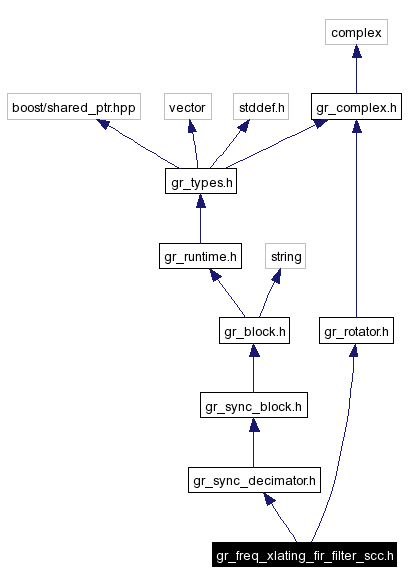 complex
boost/shared_ptr.hpp
vector
stddef.h
gr_complex.h
gr_types.h
gr_runtime.h
string
gr_block.h
gr_rotator.h
gr_sync_block.h
gr_sync_decimator.h
gr_freq_xlating_fir_filter_scc.h